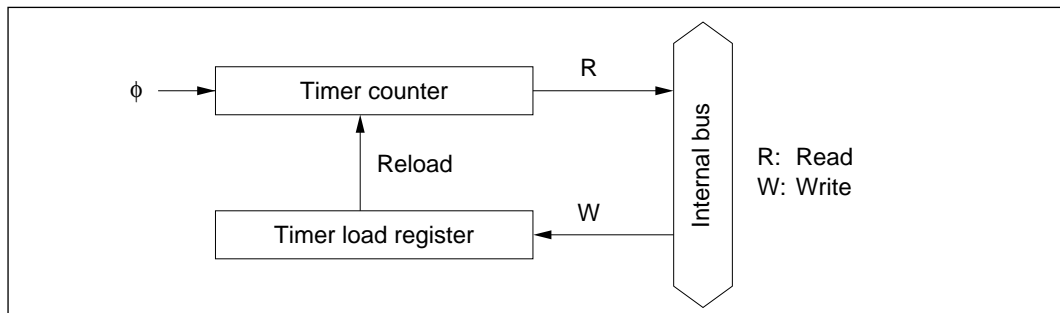 R
ϕ
Timer counter
Internal bus
Reload
R: Read
W: Write
W
Timer load register